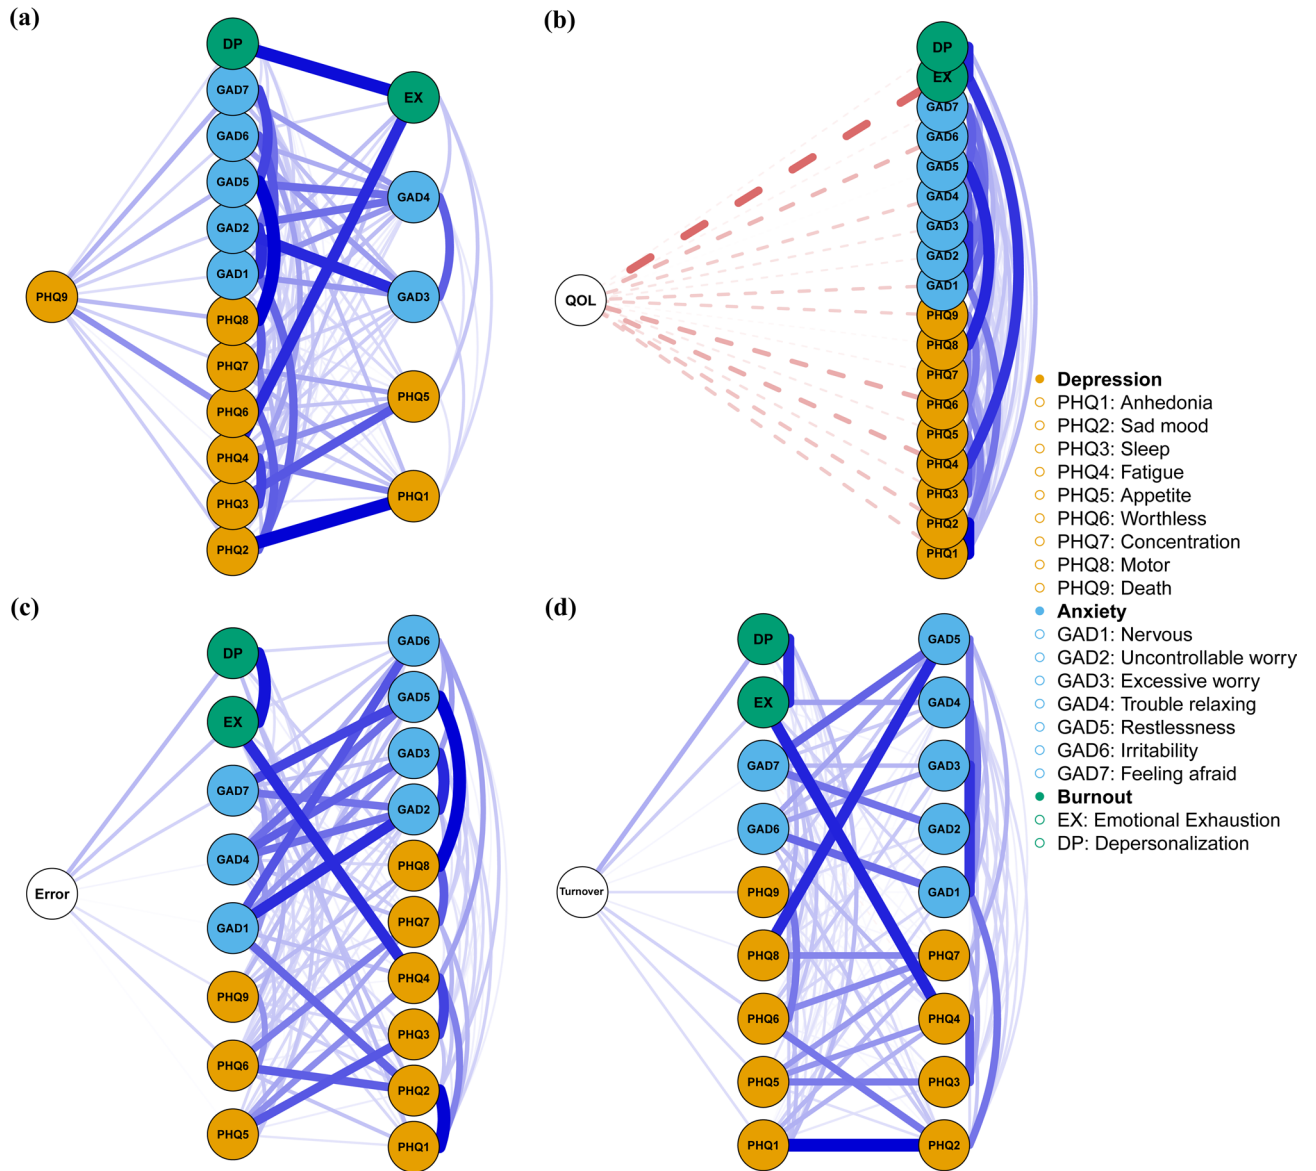 (a)
DP
GAD7
GAD6
GAD5
GAD2
GAD1
PHQ8
PHQ7
PHQ6
PHQ4
PHQ3
PHQ2
PHQ9
EX
GAD4
GAD3
PHQ5
PHQ1
(b)
DP
EX
GAD7
GAD6
GAD5
GAD4
GAD3
GAD2
GAD1
PHQ9
PHQ8
PHQ7
PHQ6
PHQ5
PHQ4
PHQ3
PHQ2
PHQ1
QOL
(c)
DP
EX
GAD7
GAD4
GAD1
PHQ9
PHQ6
PHQ5
Error
GAD6
GAD5
GAD3
GAD2
PHQ8
PHQ7
PHQ4
PHQ3
PHQ2
PHQ1
(d)
DP
EX
GAD7
GAD6
PHQ9
PHQ8
PHQ6
PHQ5
PHQ1
Turnover
GAD5
GAD4
GAD3
GAD2
GAD1
PHQ7
PHQ4
PHQ3
PHQ2
Depression
PHQ1: Anhedonia
PHQ2: Sad mood
PHQ3: Sleep
PHQ4: Fatigue
PHQ5: Appetite
PHQ6: Worthless
PHQ7: Concentration
PHQ8: Motor
PHQ9: Death
Anxiety
GAD1: Nervous
GAD2: Uncontrollable worry
GAD3: Excessive worry
GAD4: Trouble relaxing
GAD5: Restlessness
GAD6: Irritability
GAD7: Feeling afraid
Burnout
EX: Emotional Exhaustion
DP: Depersonalization